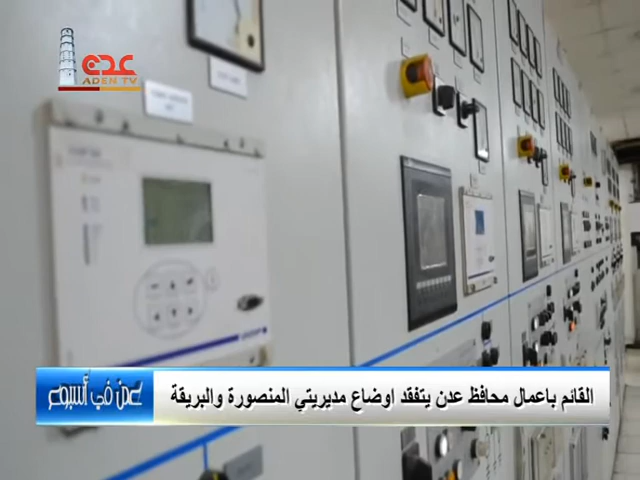 عدن
ADEN TV
القائم باعمال محافظ عدن يتفقد اوضاع مديريتي المنصورة والبريقة
عدن في أسبوع